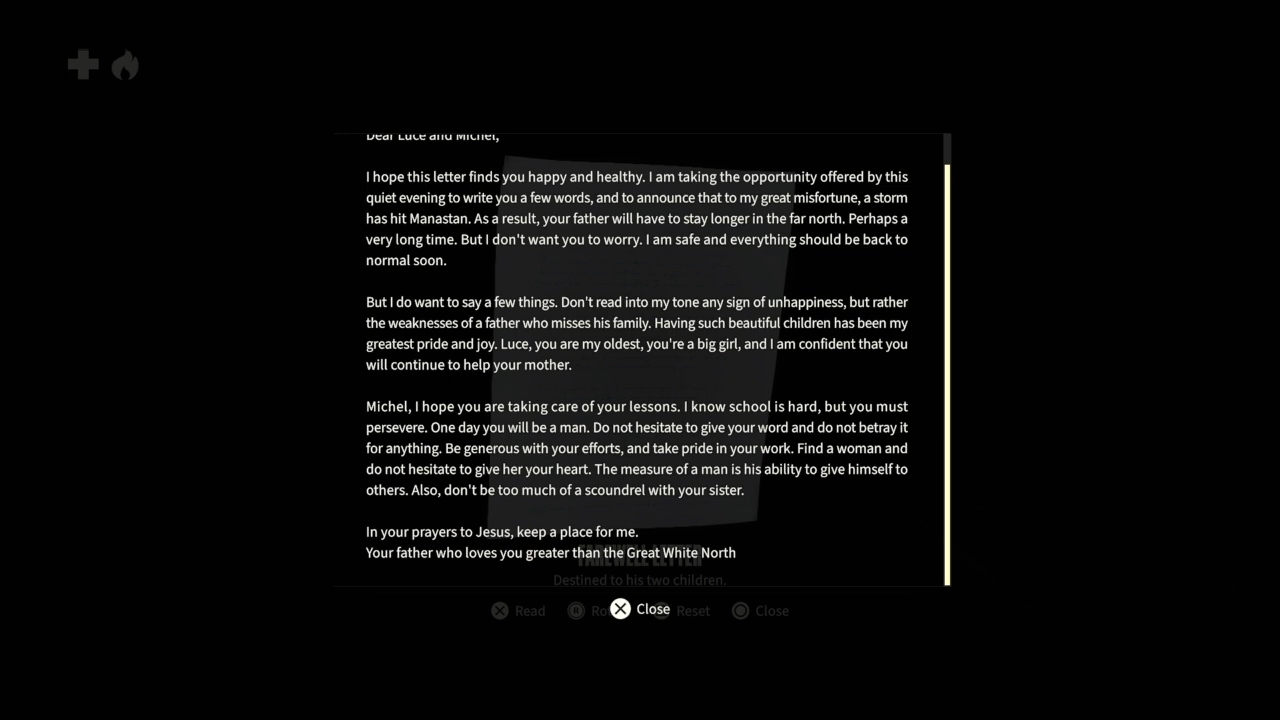 Dear Luce and Michel,
I hope this letter finds you happy and healthy. I am taking the opportunity offered by this
quiet evening to write you a few words, and to announce that to my great misfortune, a storm
has hit Manastan. As a result, your father will have to stay longer in the far north. Perhaps a
very long time. But I don't want you to worry. I am safe and everything should be back to
normal soon.
But I do want to say a few things. Don't read into my tone any sign of unhappiness, but rather
the weaknesses of a father who misses his family. Having such beautiful children has been my
greatest pride and joy. Luce, you are my oldest, you're a big girl, and I am confident that you
will continue to help your mother.
Michel, I hope you are taking care of your lessons. I know school is hard, but you must
persevere. One day you will be a man. Do not hesitate to give your word and do not betray it
for anything. Be generous with your efforts, and take pride in your work. Find a woman and
do not hesitate to give her your heart. The measure of a man is his ability to give himself to
others. Also, don't be too much of a scoundrel with your sister.
In your prayers to Jesus, keep a place for me.
Your father who loves you greater than the Great White North
FAREWELL LETTER
Destined to his two children.
Read Close Reset Close